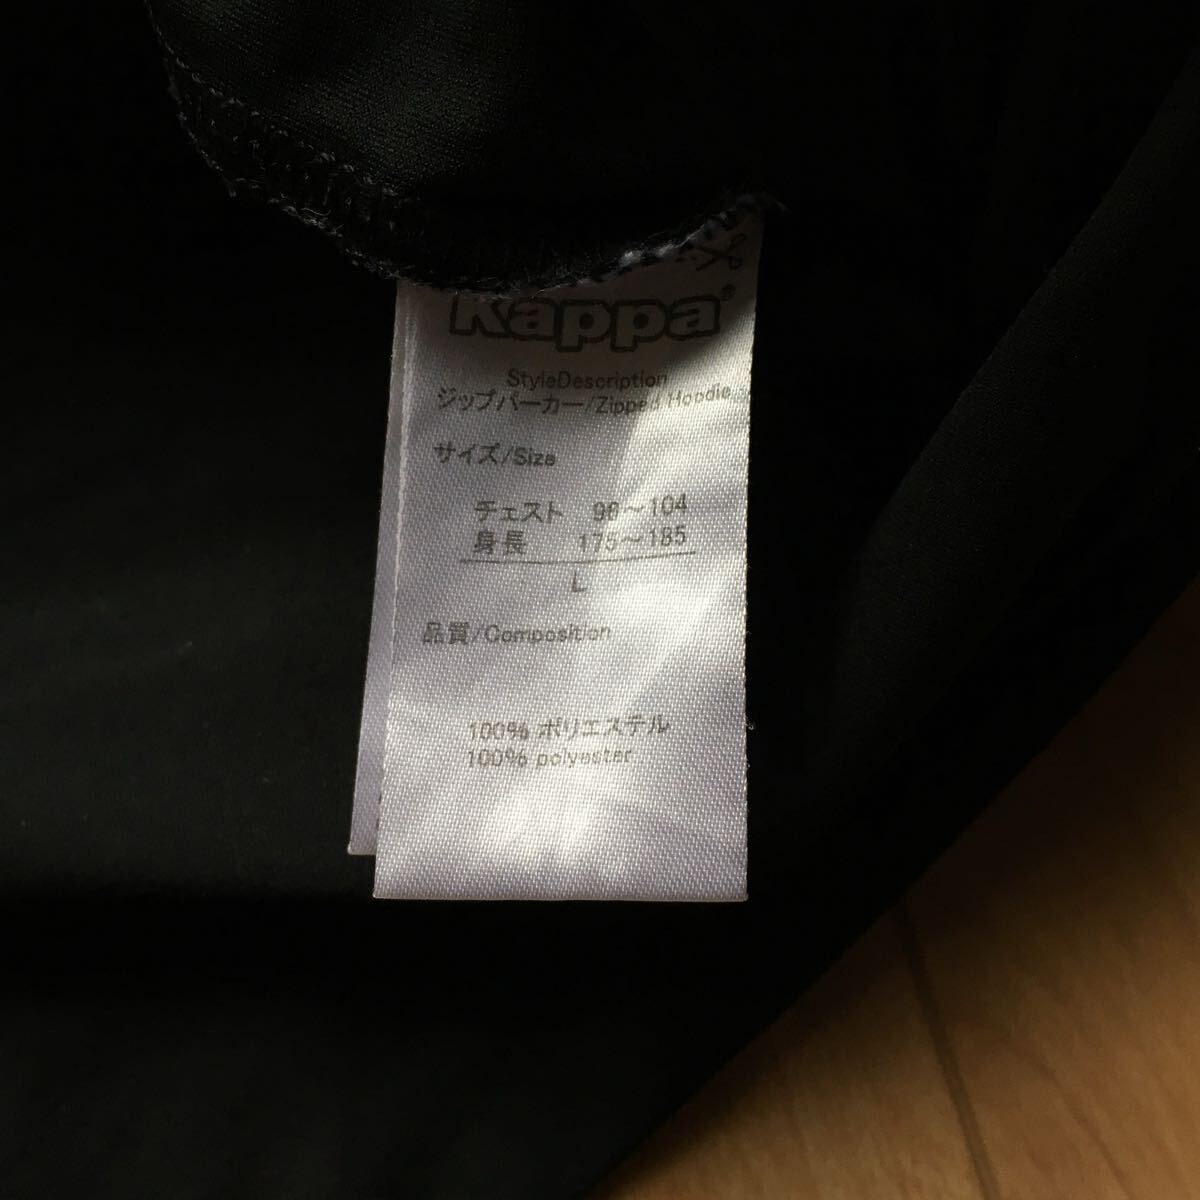 Kappa®
StyleDescription
ジップパーカー/Zipped Hoodie
サイズ/Size
チェスト 96～104
身長 175～185
L
品質/Composition
100% ポリエステル
100% polyester